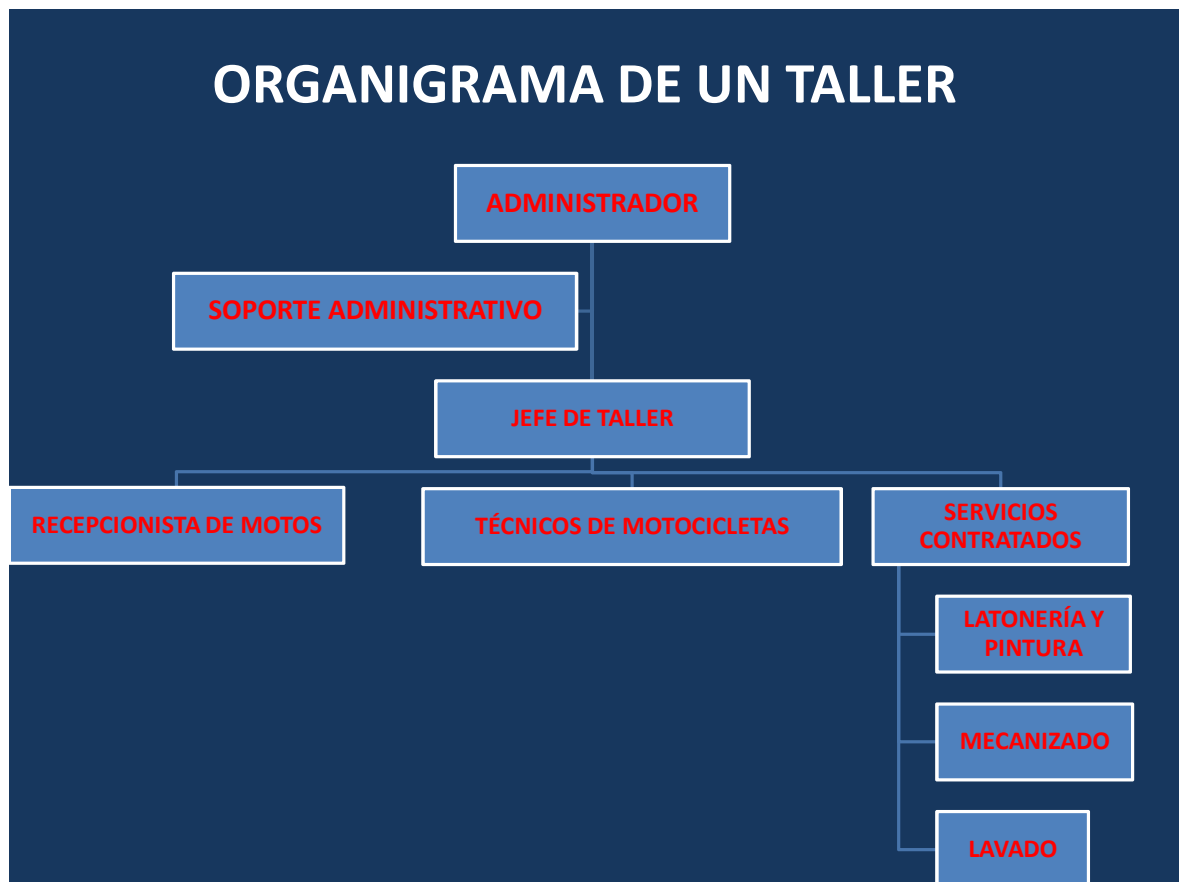 ORGANIGRAMA DE UN TALLER
ADMINISTRADOR
SOPORTE ADMINISTRATIVO
JEFE DE TALLER
RECEPCIONISTA DE MOTOS
TÉCNICOS DE MOTOCICLETAS
SERVICIOS
CONTRATADOS
LATONERÍA Y
PINTURA
MECANIZADO
LAVADO